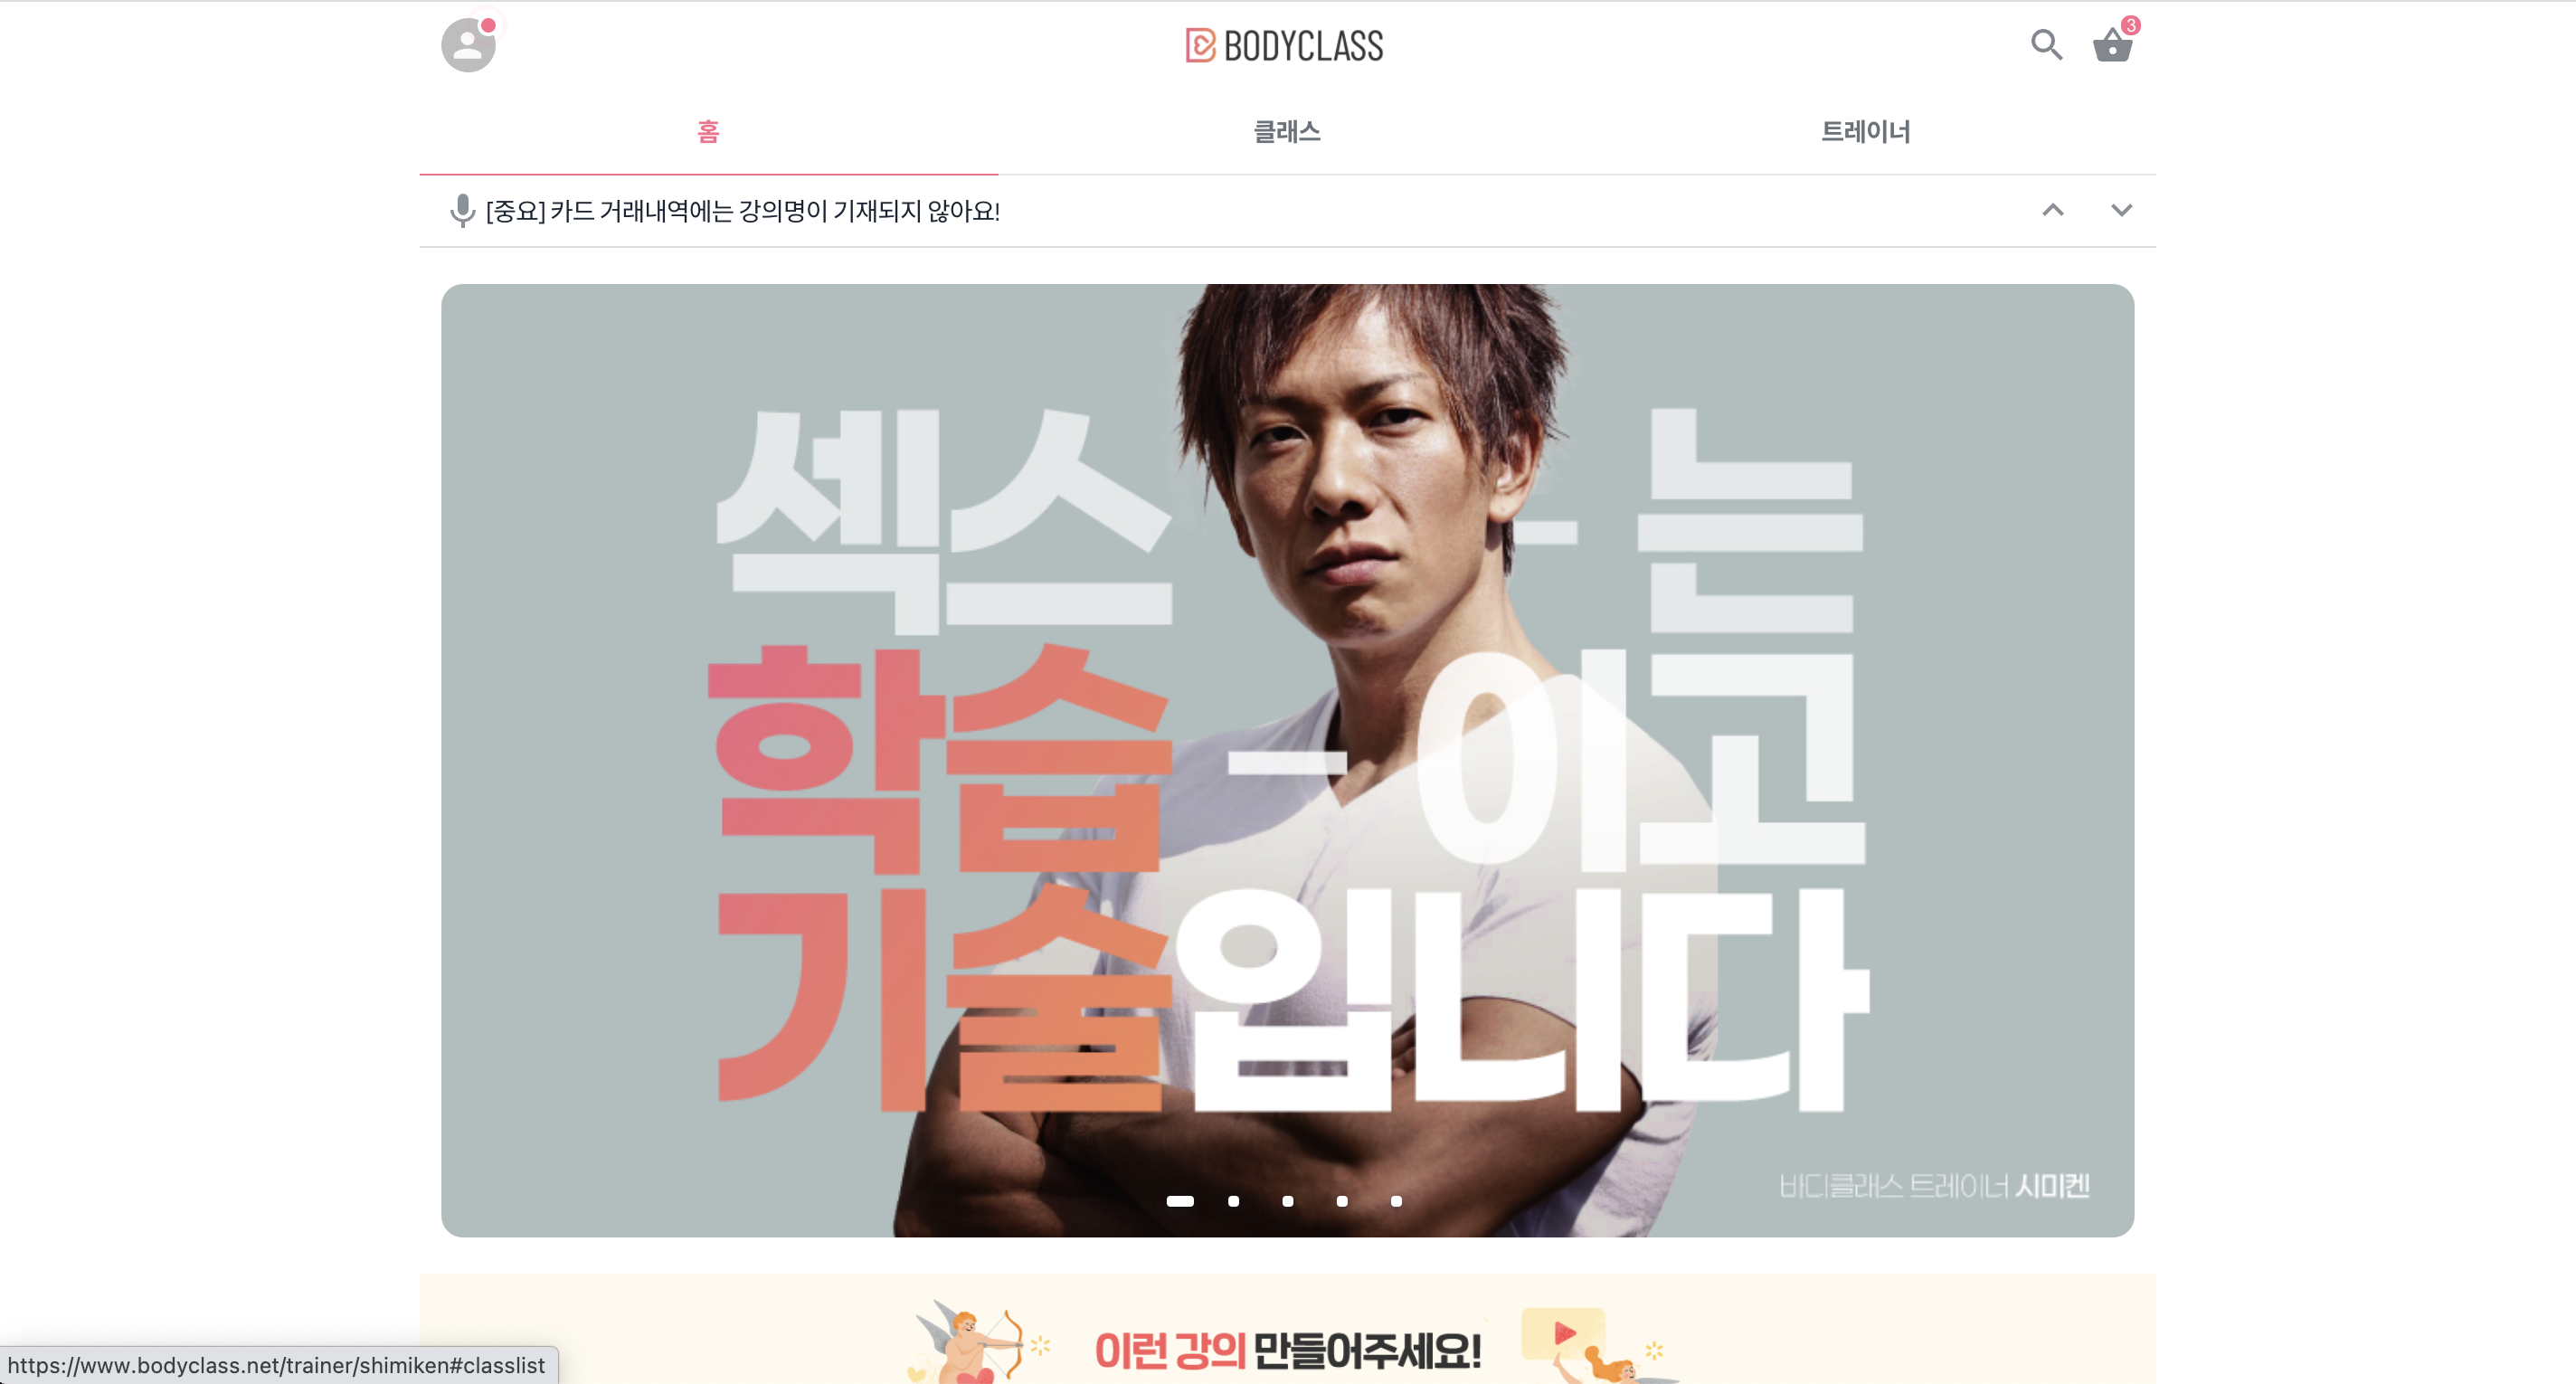 BODYCLASS
3
홈
클래스
트레이너
[중요] 카드 거래내역에는 강의명이 기재되지 않아요!
섹스 는
학습 이고
기술입니다
바디클래스 트레이너 시미켄
이런 강의 만들어주세요!
https://www.bodyclass.net/trainer/shimiken#classlist